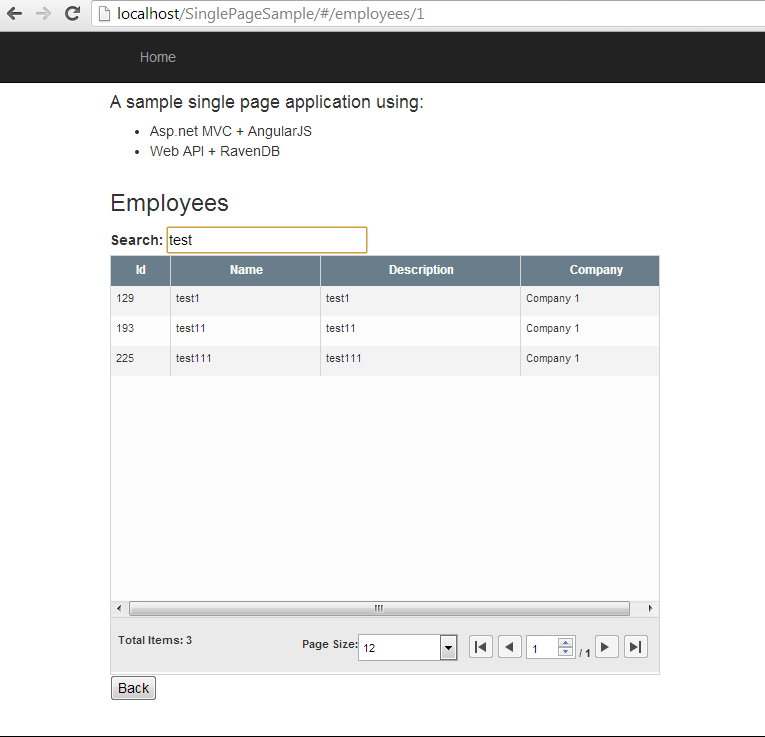 localhost/SinglePageSample/#/employees/1
Home
A sample single page application using:
• Asp.net MVC + AngularJS
• Web API + RavenDB
Employees
Search: test
Id Name Description Company
129 test1 test1 Company 1
193 test11 test11 Company 1
225 test111 test111 Company 1
Total Items: 3 Page Size: 12 1 / 1
Back